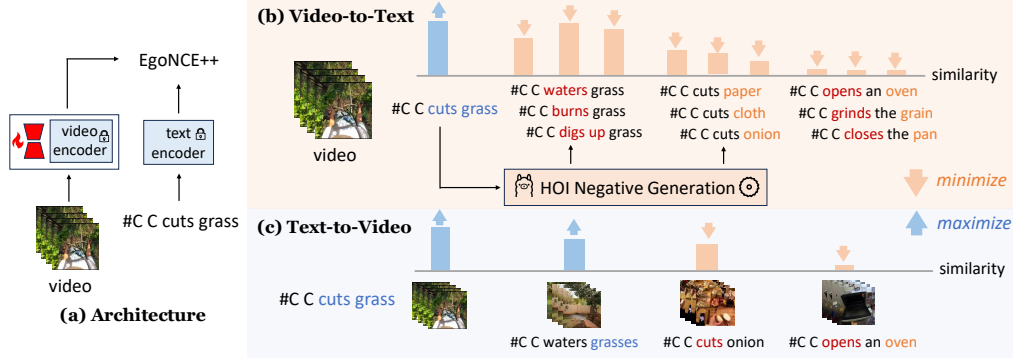 EgoNCE++
video
encoder
text
encoder
#C C cuts grass
video
(a) Architecture
(b) Video-to-Text
similarity
#C C cuts grass
#C C waters grass
#C C burns grass
#C C digs up grass
#C C cuts paper
#C C cuts cloth
#C C cuts onion
#C C opens an oven
#C C grinds the grain
#C C closes the pan
video
HOI Negative Generation
minimize
maximize
(c) Text-to-Video
similarity
#C C cuts grass
#C C waters grasses
#C C cuts onion
#C C opens an oven